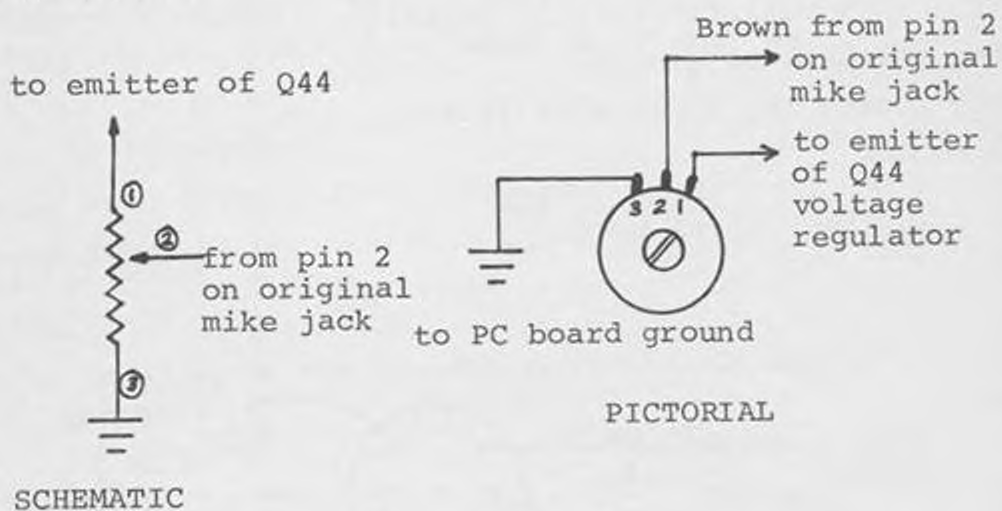 to emitter of Q44
①
②
from pin 2
on original
mike jack
③
SCHEMATIC
Brown from pin 2
on original
mike jack
to emitter
of Q44
voltage
regulator
3 2 1
to PC board ground
PICTORIAL